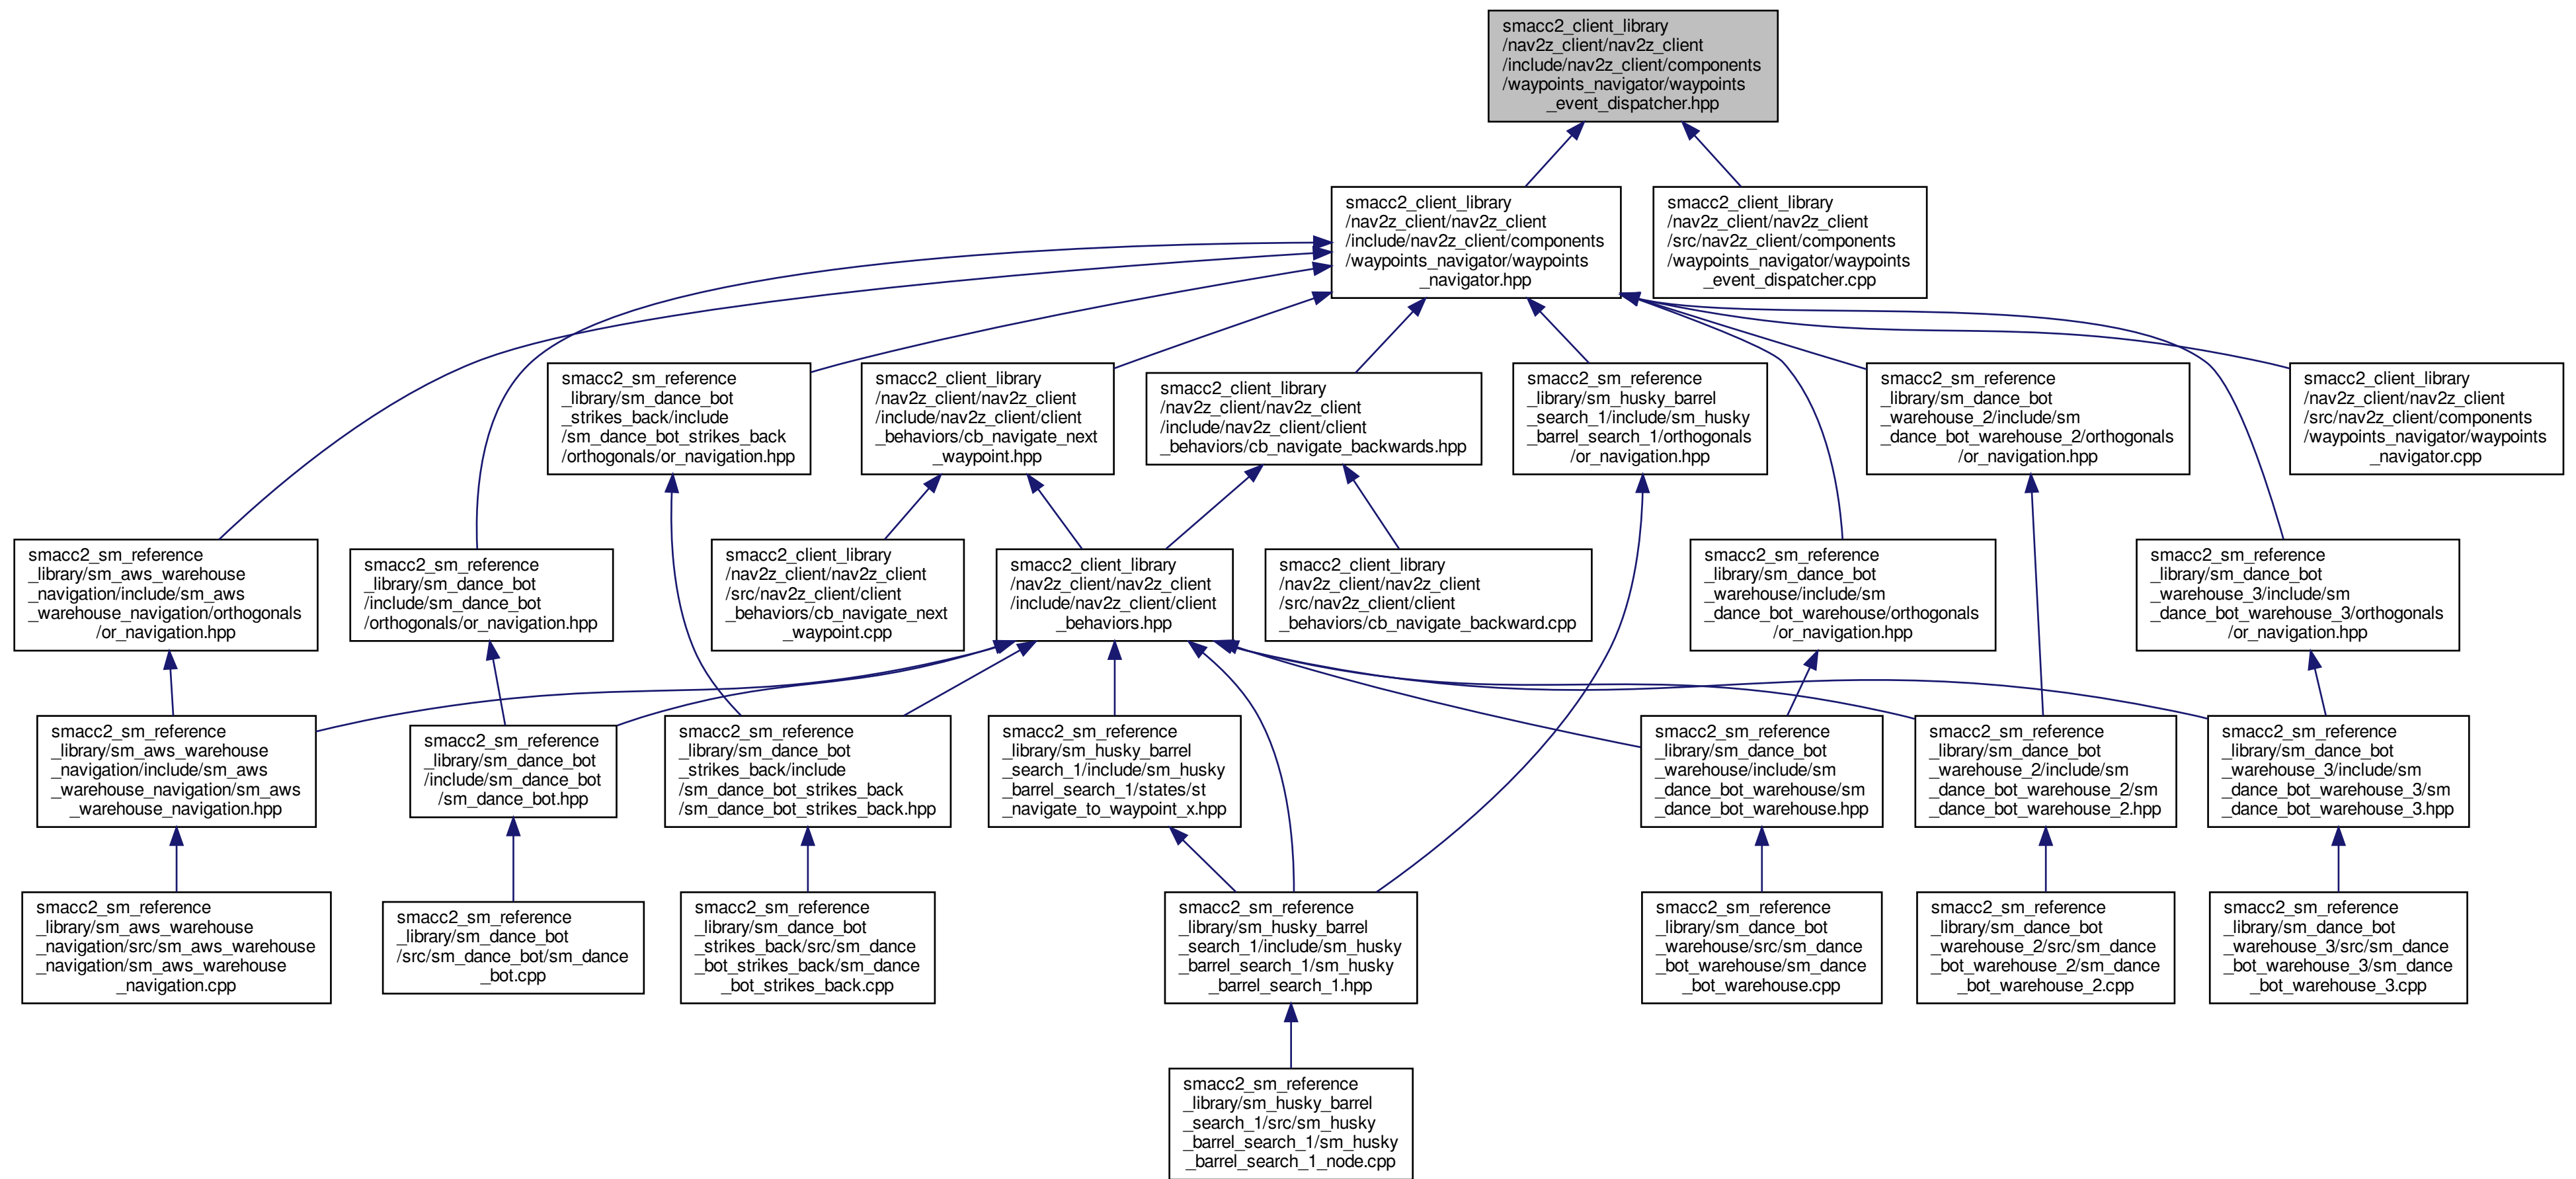 smacc2_client_library
/nav2z_client/nav2z_client
/include/nav2z_client/components
/waypoints_navigator/waypoints
_event_dispatcher.hpp
smacc2_client_library
/nav2z_client/nav2z_client
/include/nav2z_client/components
/waypoints_navigator/waypoints
_navigator.hpp
smacc2_client_library
/nav2z_client/nav2z_client
/src/nav2z_client/components
/waypoints_navigator/waypoints
_event_dispatcher.cpp
smacc2_sm_reference
_library/sm_dance_bot
_strikes_back/include
/sm_dance_bot_strikes_back
/orthogonals/or_navigation.hpp
smacc2_client_library
/nav2z_client/nav2z_client
/include/nav2z_client/client
_behaviors/cb_navigate_next
_waypoint.hpp
smacc2_client_library
/nav2z_client/nav2z_client
/include/nav2z_client/client
_behaviors/cb_navigate_backwards.hpp
smacc2_sm_reference
_library/sm_husky_barrel
_search_1/include/sm_husky
_barrel_search_1/orthogonals
/or_navigation.hpp
smacc2_sm_reference
_library/sm_dance_bot
_warehouse_2/include/sm
_dance_bot_warehouse_2/orthogonals
/or_navigation.hpp
smacc2_client_library
/nav2z_client/nav2z_client
/src/nav2z_client/components
/waypoints_navigator/waypoints
_navigator.cpp
smacc2_sm_reference
_library/sm_aws_warehouse
_navigation/include/sm_aws
_warehouse_navigation/orthogonals
/or_navigation.hpp
smacc2_sm_reference
_library/sm_dance_bot
/include/sm_dance_bot
/orthogonals/or_navigation.hpp
smacc2_client_library
/nav2z_client/nav2z_client
/src/nav2z_client/client
_behaviors/cb_navigate_next
_waypoint.cpp
smacc2_client_library
/nav2z_client/nav2z_client
/include/nav2z_client/client
_behaviors.hpp
smacc2_client_library
/nav2z_client/nav2z_client
/src/nav2z_client/client
_behaviors/cb_navigate_backward.cpp
smacc2_sm_reference
_library/sm_dance_bot
_warehouse/include/sm
_dance_bot_warehouse/orthogonals
/or_navigation.hpp
smacc2_sm_reference
_library/sm_dance_bot
_warehouse_3/include/sm
_dance_bot_warehouse_3/orthogonals
/or_navigation.hpp
smacc2_sm_reference
_library/sm_aws_warehouse
_navigation/include/sm_aws
_warehouse_navigation/sm_aws
_warehouse_navigation.hpp
smacc2_sm_reference
_library/sm_dance_bot
/include/sm_dance_bot
/sm_dance_bot.hpp
smacc2_sm_reference
_library/sm_dance_bot
_strikes_back/include
/sm_dance_bot_strikes_back
/sm_dance_bot_strikes_back.hpp
smacc2_sm_reference
_library/sm_husky_barrel
_search_1/include/sm_husky
_barrel_search_1/states/st
_navigate_to_waypoint_x.hpp
smacc2_sm_reference
_library/sm_dance_bot
_warehouse/include/sm
_dance_bot_warehouse/sm
_dance_bot_warehouse.hpp
smacc2_sm_reference
_library/sm_dance_bot
_warehouse_2/include/sm
_dance_bot_warehouse_2/sm
_dance_bot_warehouse_2.hpp
smacc2_sm_reference
_library/sm_dance_bot
_warehouse_3/include/sm
_dance_bot_warehouse_3/sm
_dance_bot_warehouse_3.hpp
smacc2_sm_reference
_library/sm_aws_warehouse
_navigation/src/sm_aws_warehouse
_navigation/sm_aws_warehouse
_navigation.cpp
smacc2_sm_reference
_library/sm_dance_bot
/src/sm_dance_bot/sm_dance
_bot.cpp
smacc2_sm_reference
_library/sm_dance_bot
_strikes_back/src/sm_dance
_bot_strikes_back/sm_dance
_bot_strikes_back.cpp
smacc2_sm_reference
_library/sm_husky_barrel
_search_1/include/sm_husky
_barrel_search_1/sm_husky
_barrel_search_1.hpp
smacc2_sm_reference
_library/sm_dance_bot
_warehouse/src/sm_dance
_bot_warehouse/sm_dance
_bot_warehouse.cpp
smacc2_sm_reference
_library/sm_dance_bot
_warehouse_2/src/sm_dance
_bot_warehouse_2/sm_dance
_bot_warehouse_2.cpp
smacc2_sm_reference
_library/sm_dance_bot
_warehouse_3/src/sm_dance
_bot_warehouse_3/sm_dance
_bot_warehouse_3.cpp
smacc2_sm_reference
_library/sm_husky_barrel
_search_1/src/sm_husky
_barrel_search_1/sm_husky
_barrel_search_1_node.cpp